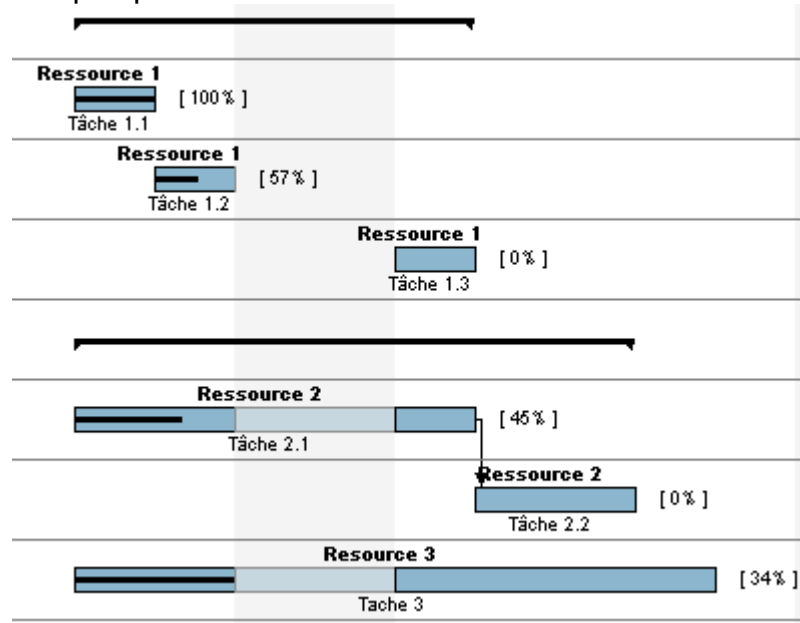 Ressource 1
[ 100% ]
Tâche 1.1
Ressource 1
[ 57% ]
Tâche 1.2
Ressource 1
[ 0% ]
Tâche 1.3
Ressource 2
[ 45% ]
Tâche 2.1
Ressource 2
[ 0% ]
Tâche 2.2
Resource 3
[ 34% ]
Tache 3